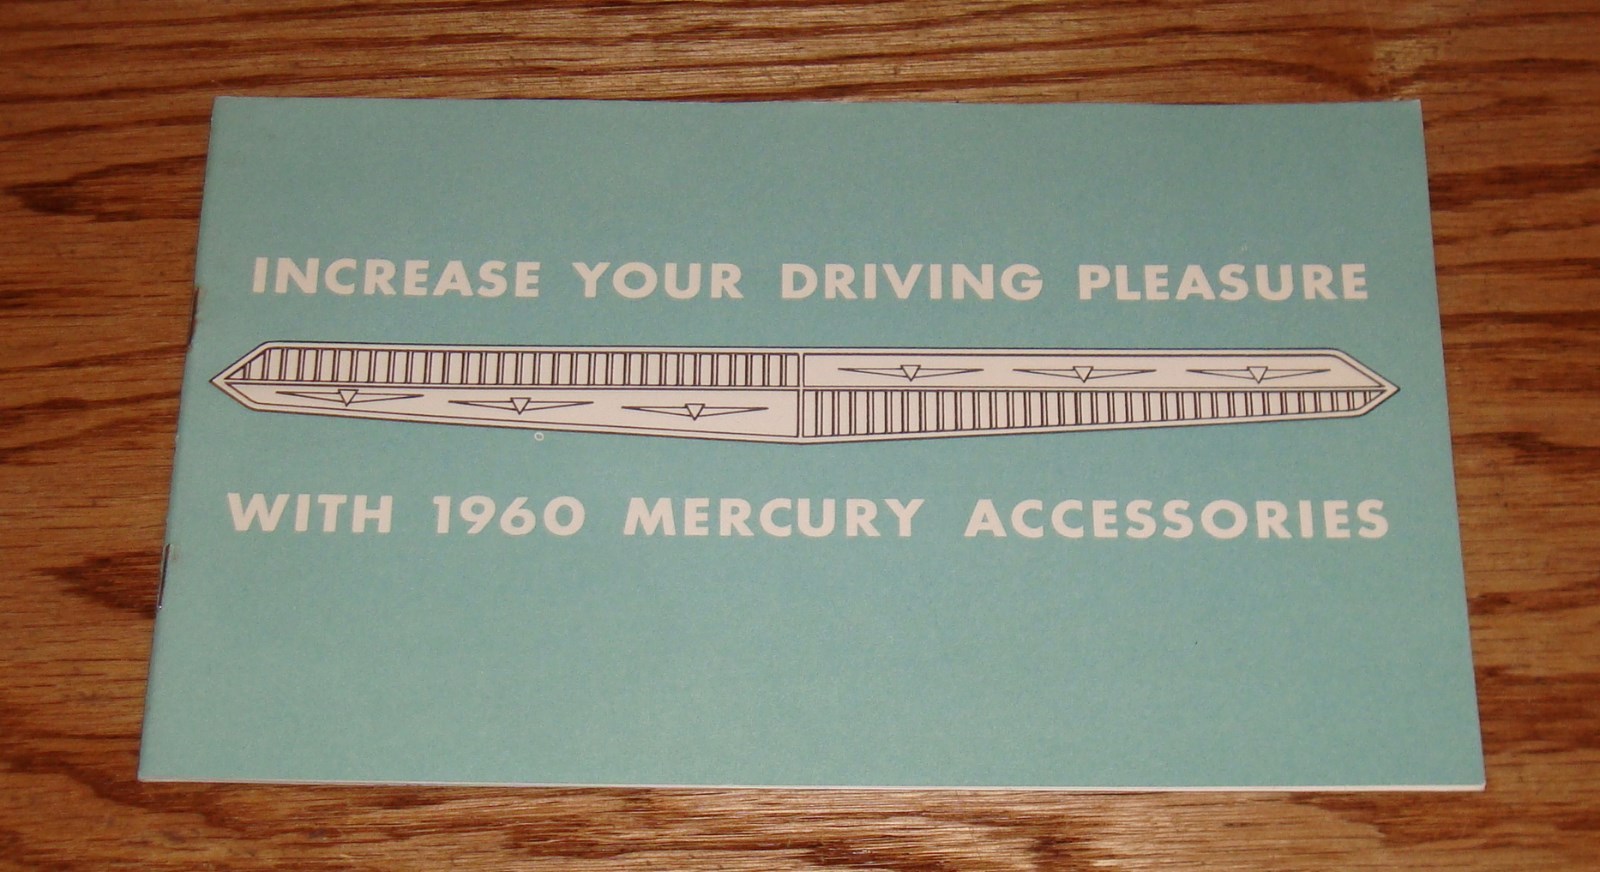 INCREASE YOUR DRIVING PLEASURE
WITH 1960 MERCURY ACCESSORIES